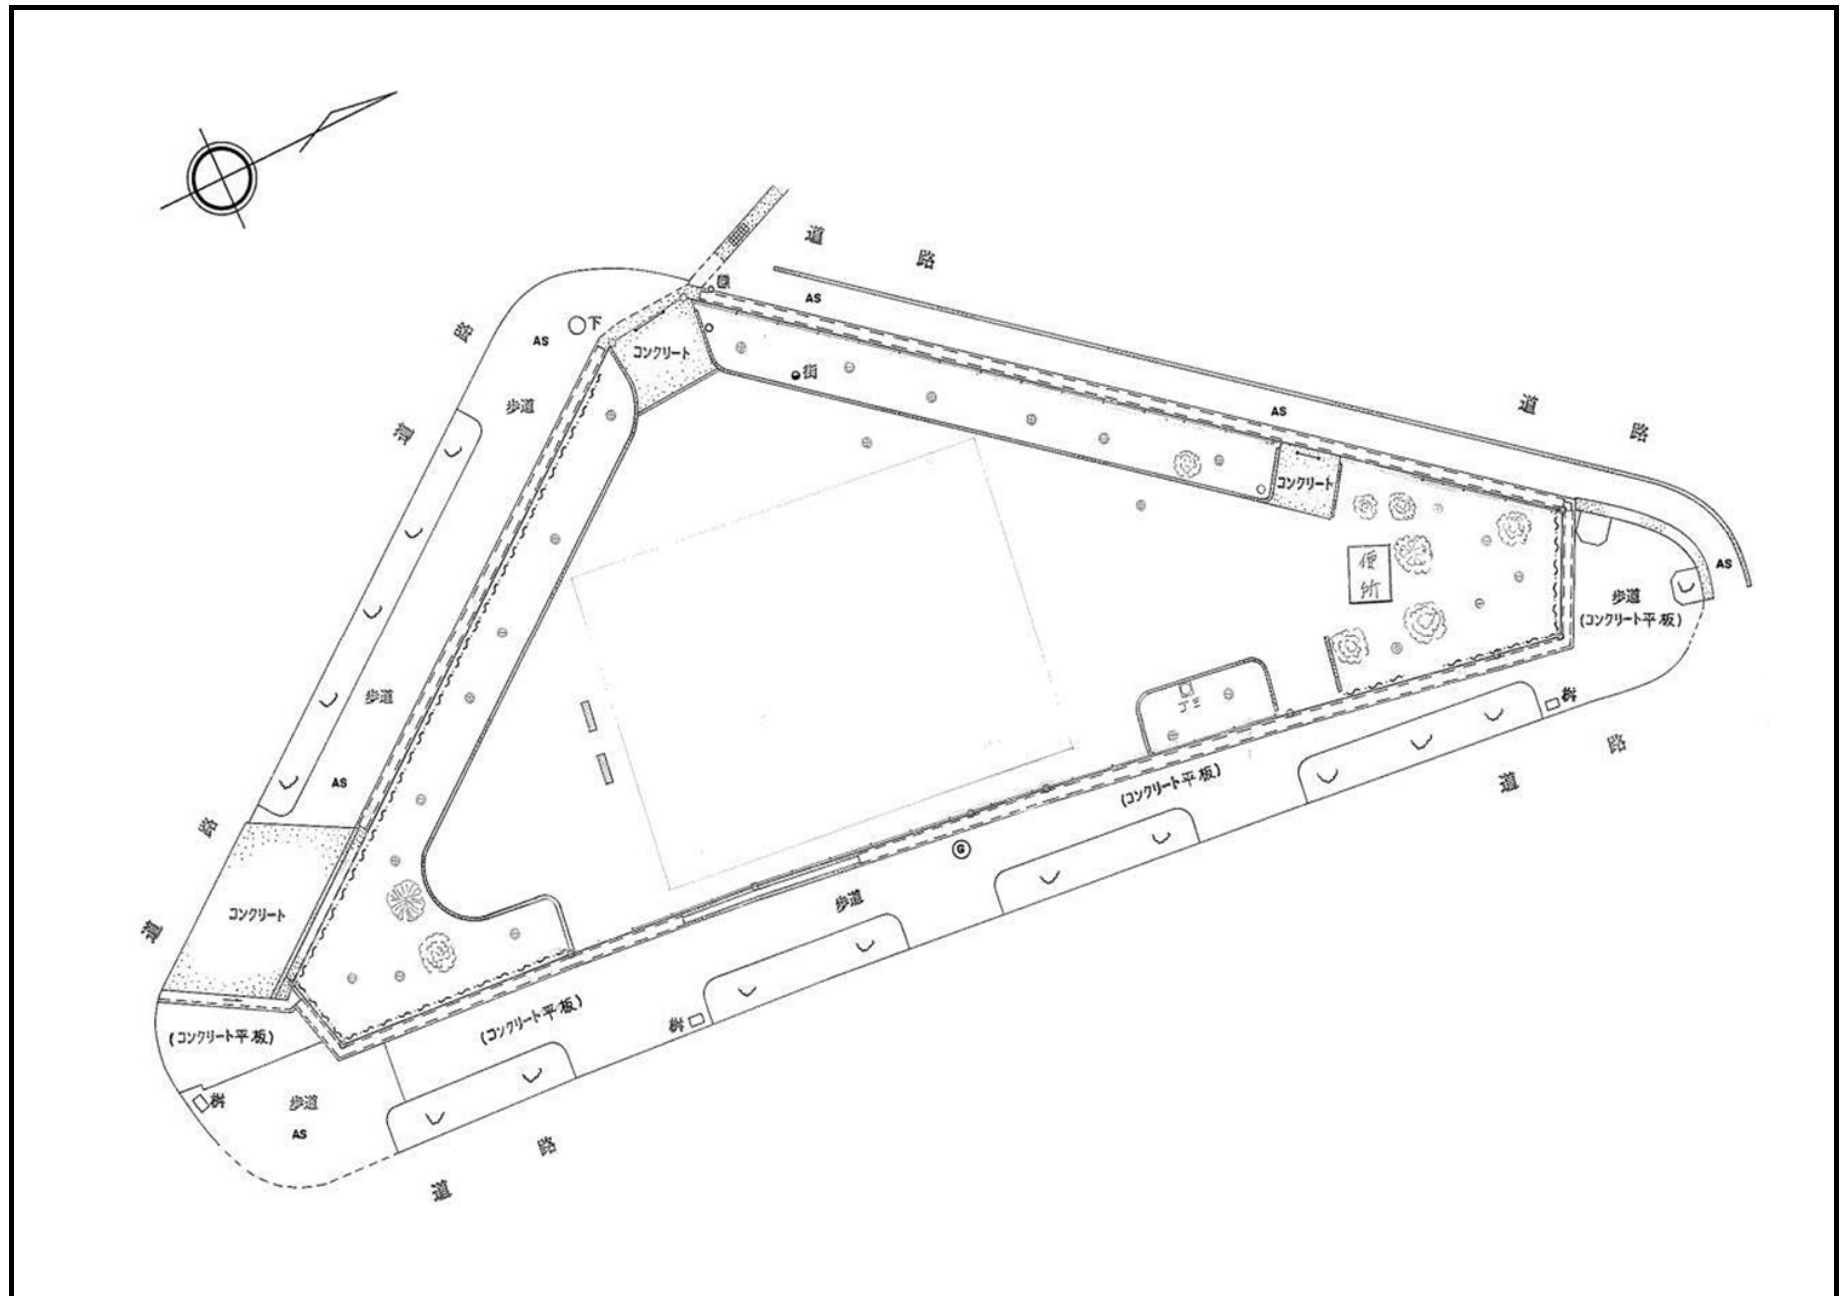 道 路
AS
下
AS
路
コンクリート
街
歩道
道
AS
道 路
コンクリート
便所
AS
歩道
(コンクリート平板)
歩道
ゴミ
桝
路
道
AS
(コンクリート平板)
路
G
歩道
コンクリート
道
(コンクリート平板)
桝
(コンクリート平板)
桝
歩道
AS
路
道